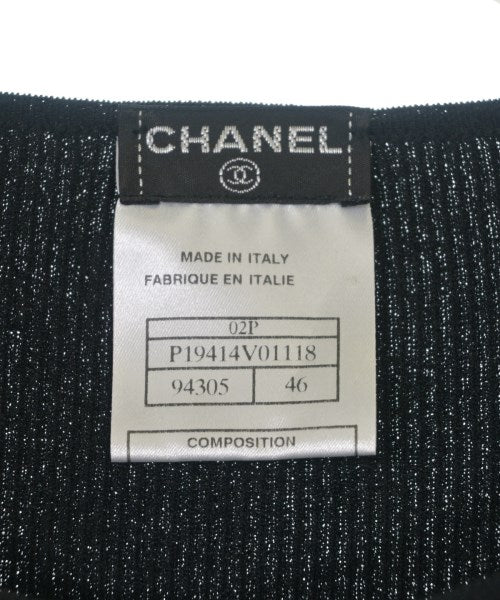 CHANEL
MADE IN ITALY
FABRIQUE EN ITALIE
02P
P19414V01118
94305 46
COMPOSITION